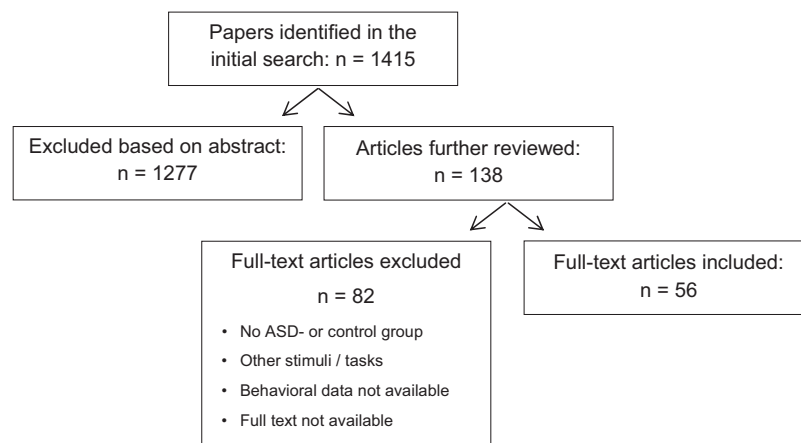 Papers identified in the
initial search: n = 1415
Excluded based on abstract:
n = 1277
Articles further reviewed:
n = 138
Full-text articles excluded
n = 82
• No ASD- or control group
• Other stimuli / tasks
• Behavioral data not available
• Full text not available
Full-text articles included:
n = 56